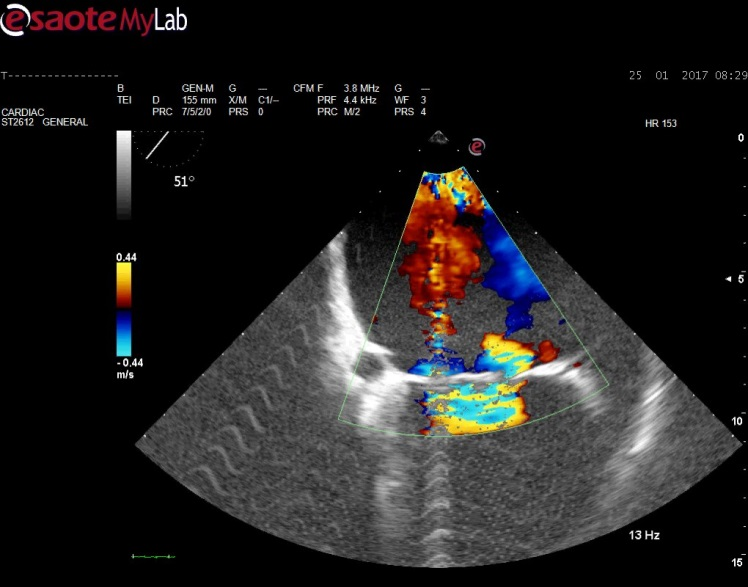 esaote MyLab
T------------------- 25 01 2017 08:29
B GEN-M G --- CFM F 3.8 MHz G ---
TEI D 155 mm X/M C1/-- PRF 4.4 kHz WF 3
PRC 7/5/2/0 PRS 0 PRC M/2 PRS 4
CARDIAC
ST2612 GENERAL
HR 153
0
e
51°
0.44
5
- 0.44
m/s
10
13 Hz
15